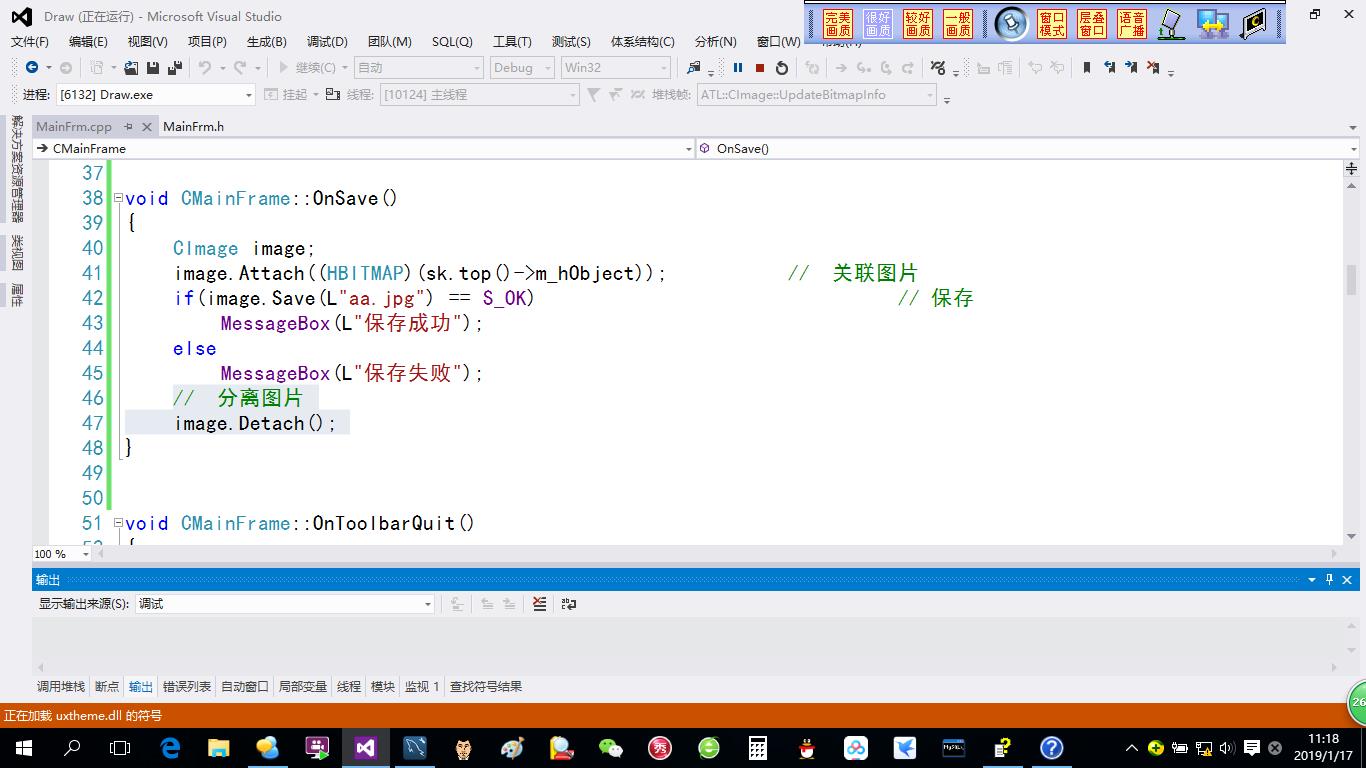 Draw (正在运行) - Microsoft Visual Studio
完美画质 很好画质 较好画质 一般画质 窗口模式 层叠窗口 语音广播
文件(F) 编辑(E) 视图(V) 项目(P) 生成(B) 调试(D) 团队(M) SQL(Q) 工具(T) 测试(S) 体系结构(C) 分析(N) 窗口(W)
继续(C) 自动 Debug Win32
进程: [6132] Draw.exe 挂起 线程: [10124] 主线程 堆栈帧: ATL::CImage::UpdateBitmapInfo
解决方案资源管理器
类视图
属性
MainFrm.cpp MainFrm.h
CMainFrame OnSave()
37
38 void CMainFrame::OnSave()
39 {
40 CImage image;
41 image.Attach((HBITMAP)(sk.top()->m_hObject)); // 关联图片
42 if(image.Save(L"aa.jpg") == S_OK) // 保存
43 MessageBox(L"保存成功");
44 else
45 MessageBox(L"保存失败");
46 // 分离图片
47 image.Detach();
48 }
49
50
51 void CMainFrame::OnToolbarQuit()
100 %
输出
显示输出来源(S): 调试
调用堆栈 断点 输出 错误列表 自动窗口 局部变量 线程 模块 监视 1 查找符号结果
26
正在加载 uxtheme.dll 的符号
秀 MySQL
11:18
2019/1/17